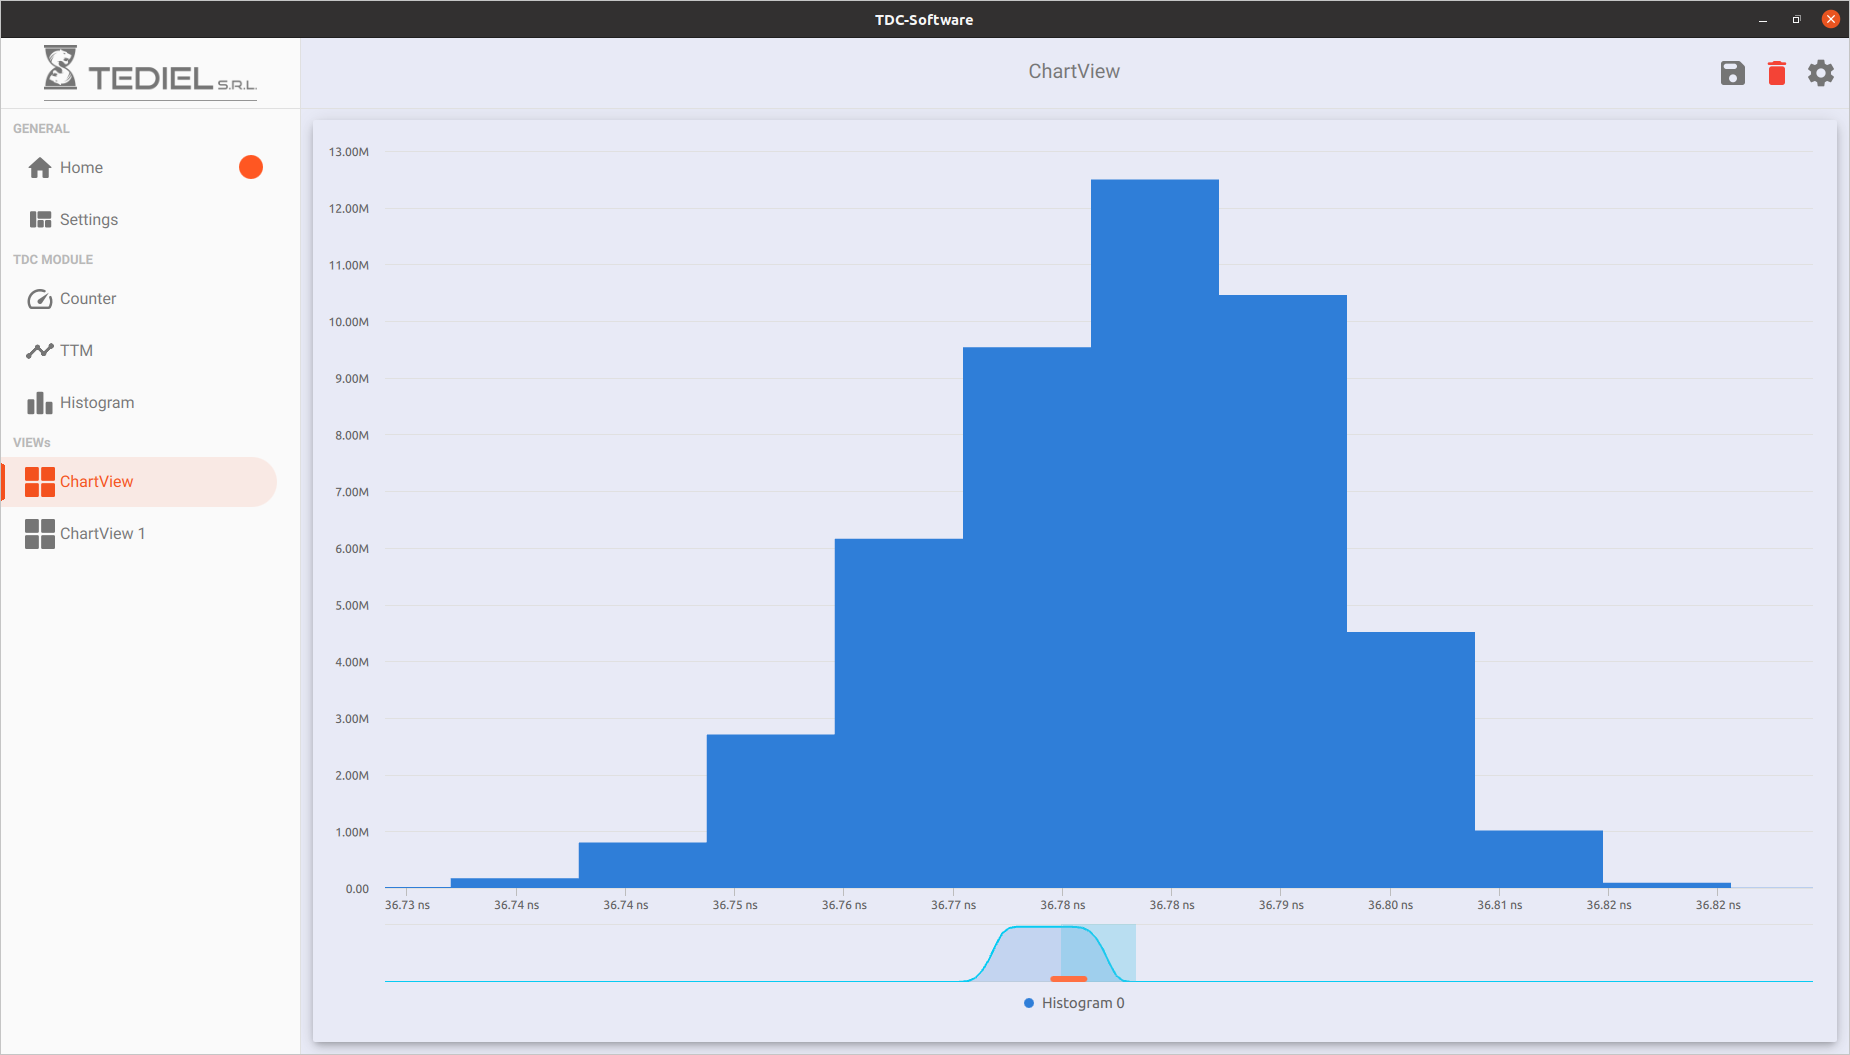 TDC-Software
TEDIEL S.R.L.
ChartView
GENERAL
Home
Settings
TDC MODULE
Counter
TTM
Histogram
VIEWs
ChartView
ChartView 1
13.00M
12.00M
11.00M
10.00M
9.00M
8.00M
7.00M
6.00M
5.00M
4.00M
3.00M
2.00M
1.00M
0.00
36.73 ns 36.74 ns 36.74 ns 36.75 ns 36.76 ns 36.77 ns 36.78 ns 36.78 ns 36.79 ns 36.80 ns 36.81 ns 36.82 ns 36.82 ns
Histogram 0